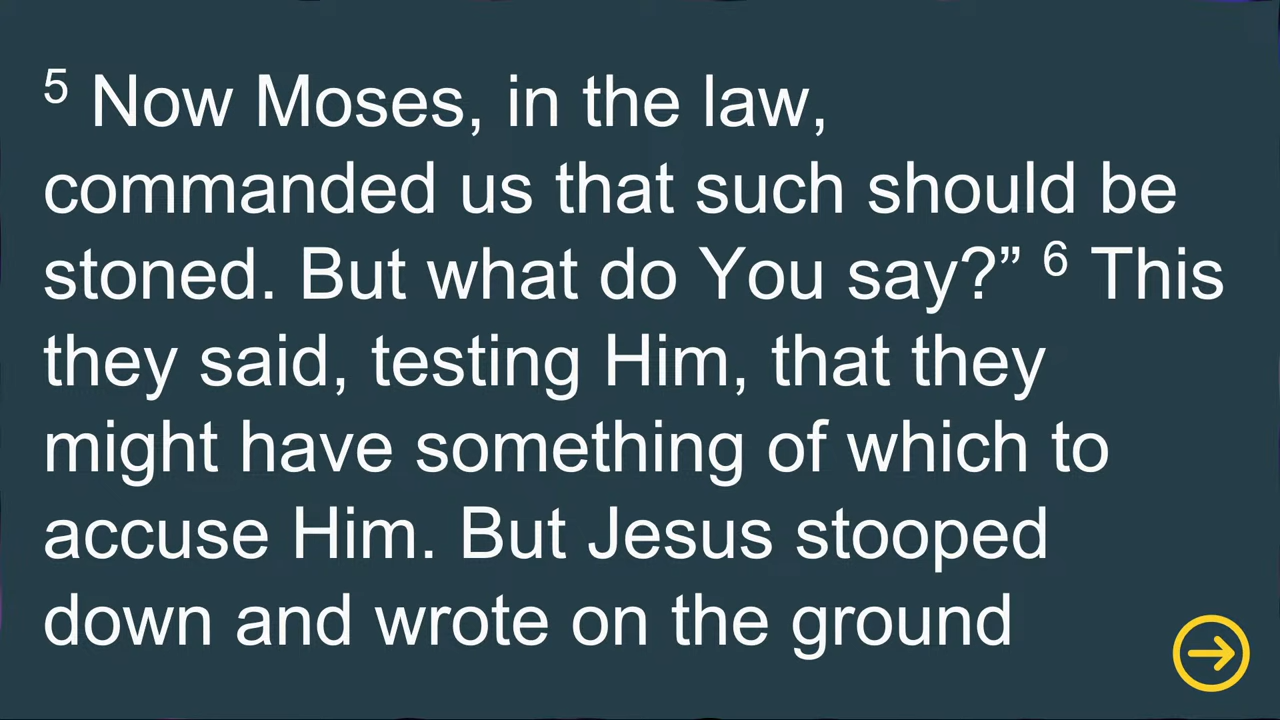 5 Now Moses, in the law,
commanded us that such should be
stoned. But what do You say?” 6 This
they said, testing Him, that they
might have something of which to
accuse Him. But Jesus stooped
down and wrote on the ground